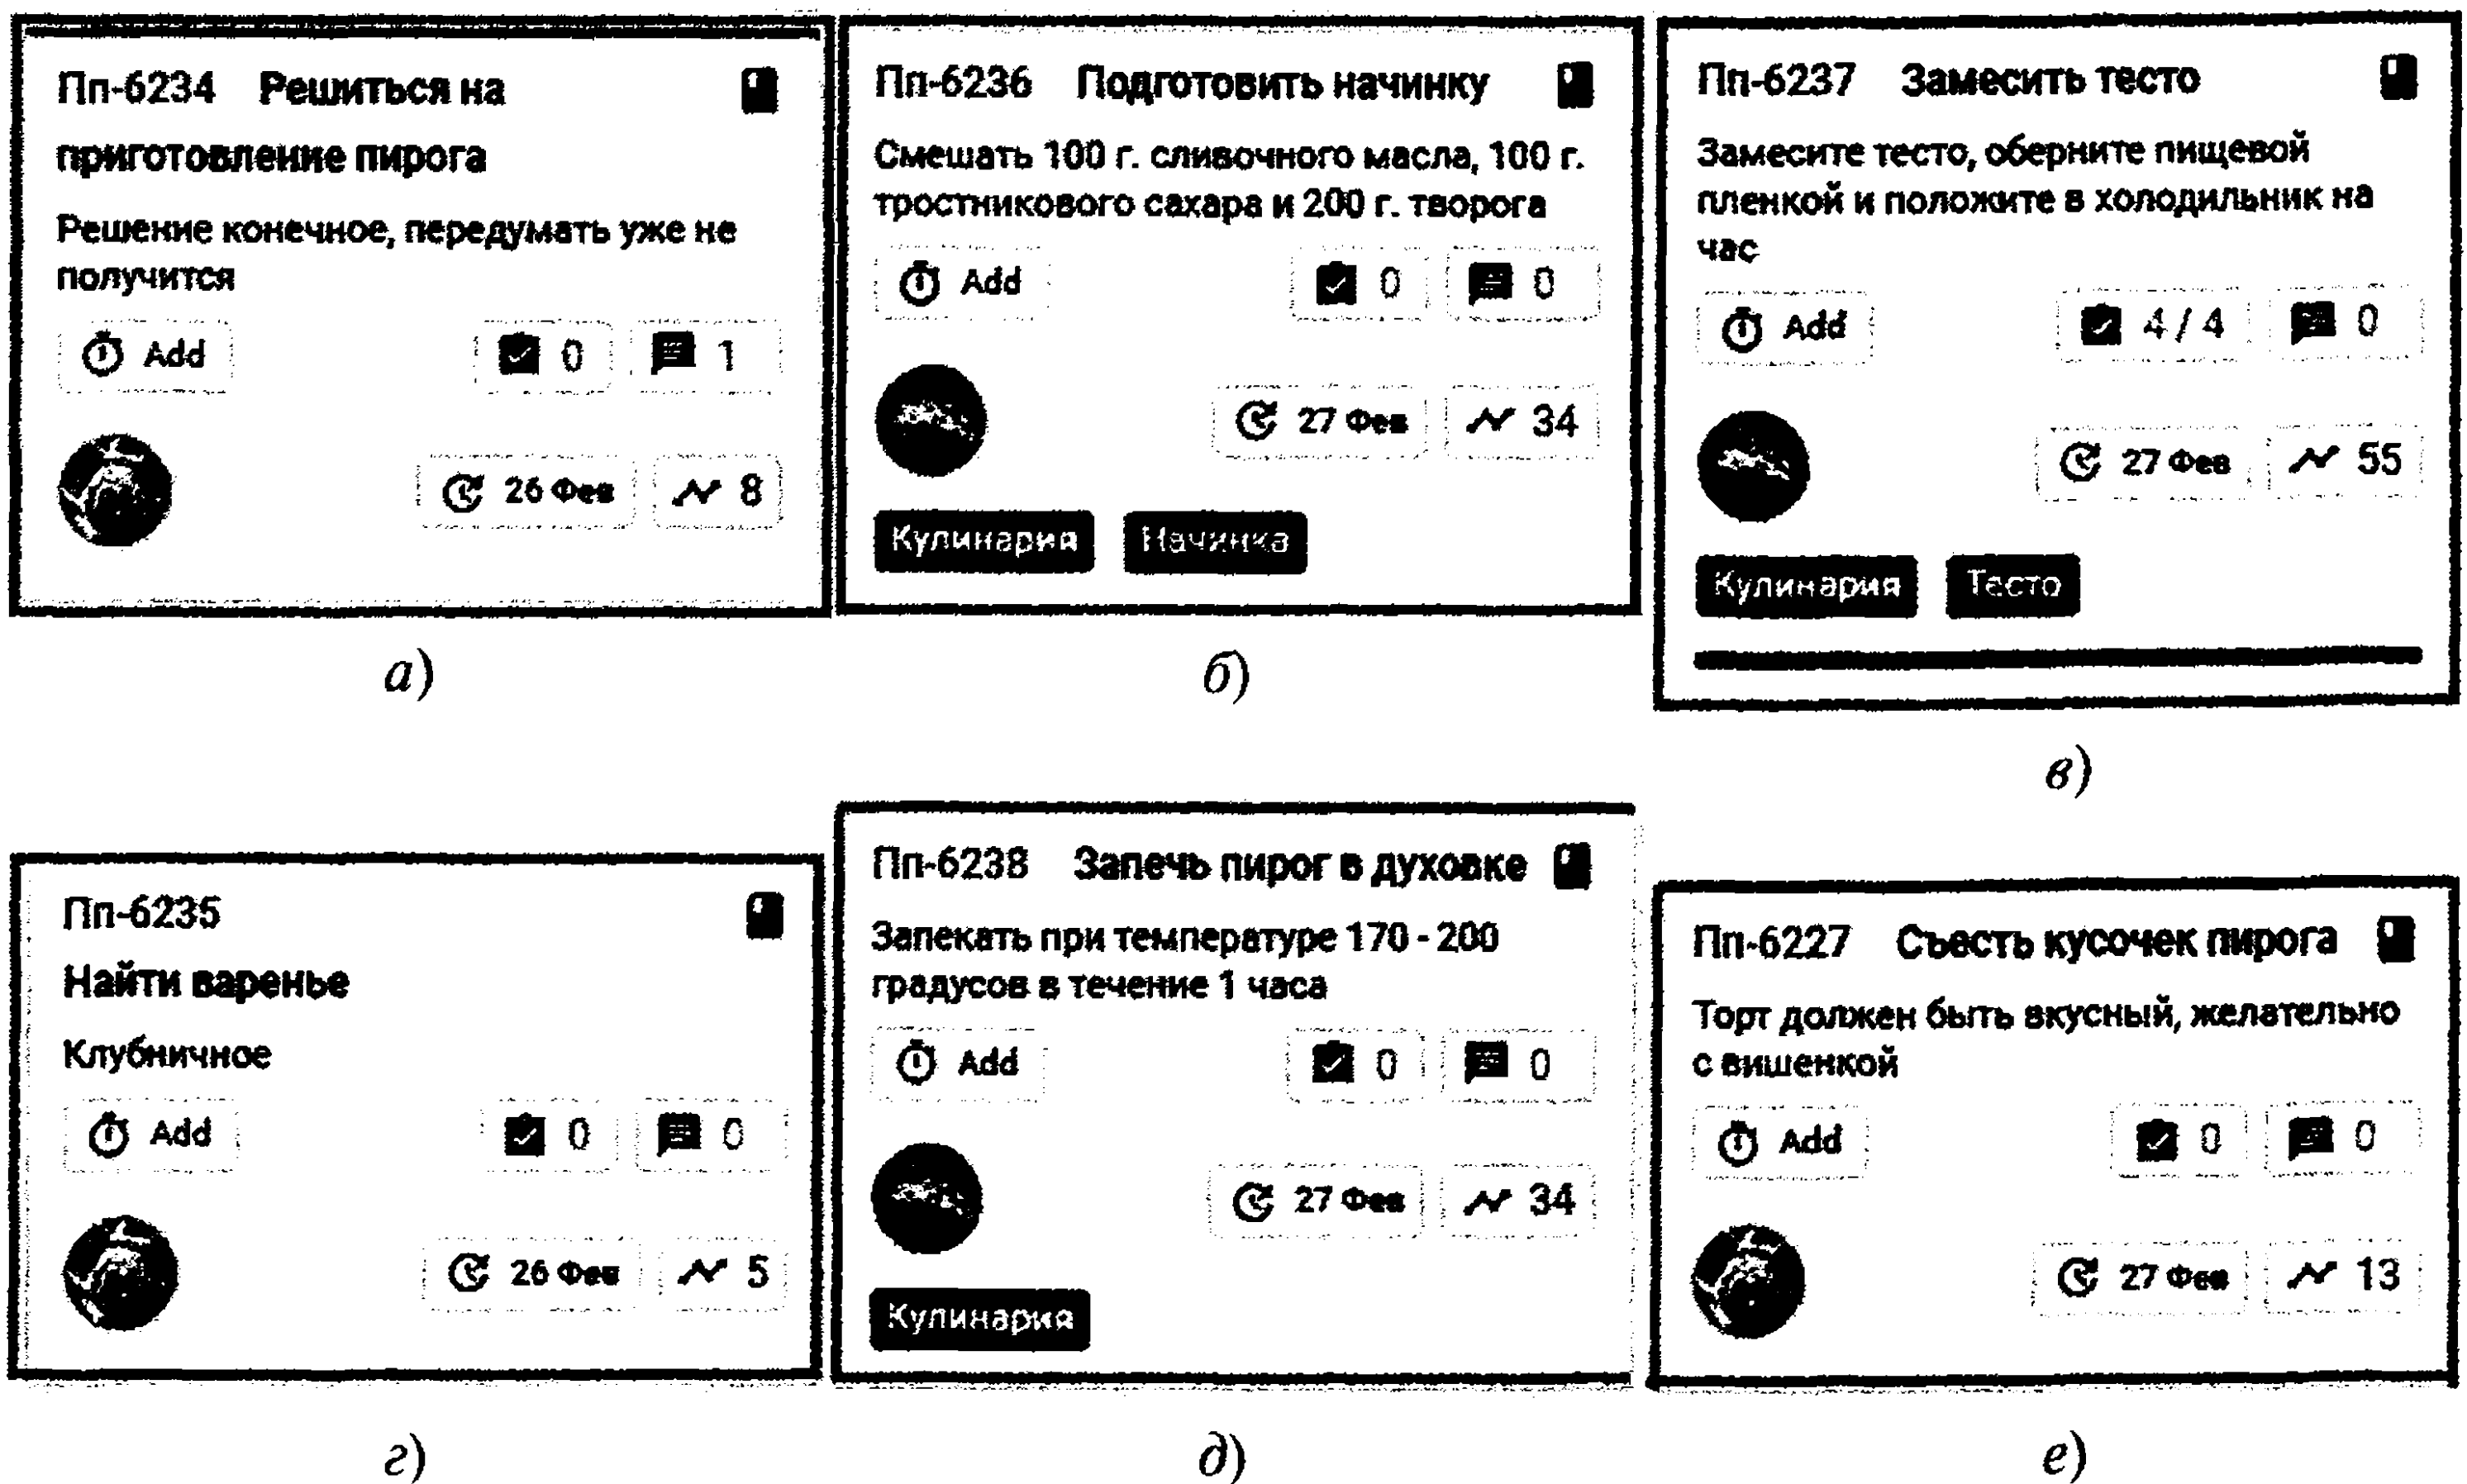 Пп-6234 Решиться на
приготовление пирога
Решение конечное, передумать уже не
получится
Add 0 1
26 Фев 8
а)
Пп-6236 Подготовить начинку
Смешать 100 г. сливочного масла, 100 г.
тростникового сахара и 200 г. творога
Add 0 0
27 Фев 34
Кулинария Начинка
б)
Пп-6237 Замесить тесто
Замесите тесто, оберните пищевой
пленкой и положите в холодильник на
час
Add 4 / 4 0
27 Фев 55
Кулинария Тесто
в)
Пп-6235
Найти варенье
Клубничное
Add 0 0
26 Фев 5
г)
Пп-6238 Запечь пирог в духовке
Запекать при температуре 170 - 200
градусов в течение 1 часа
Add 0 0
27 Фев 34
Кулинария
д)
Пп-6227 Съесть кусочек пирога
Торт должен быть вкусный, желательно
с вишенкой
Add 0 0
27 Фев 13
е)